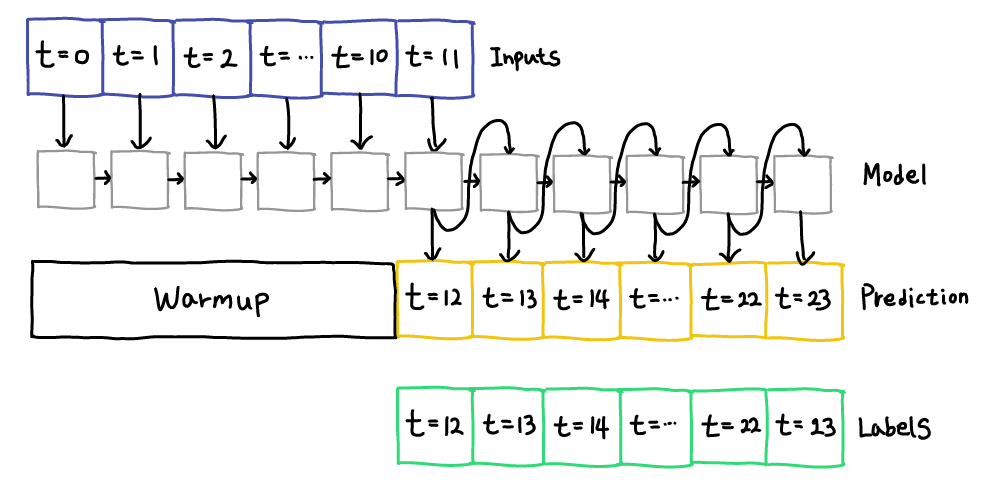 t=0 t=1 t=2 t=… t=10 t=11 Inputs
Model
Warmup t=12 t=13 t=14 t=… t=22 t=23 Prediction
t=12 t=13 t=14 t=… t=22 t=23 Labels